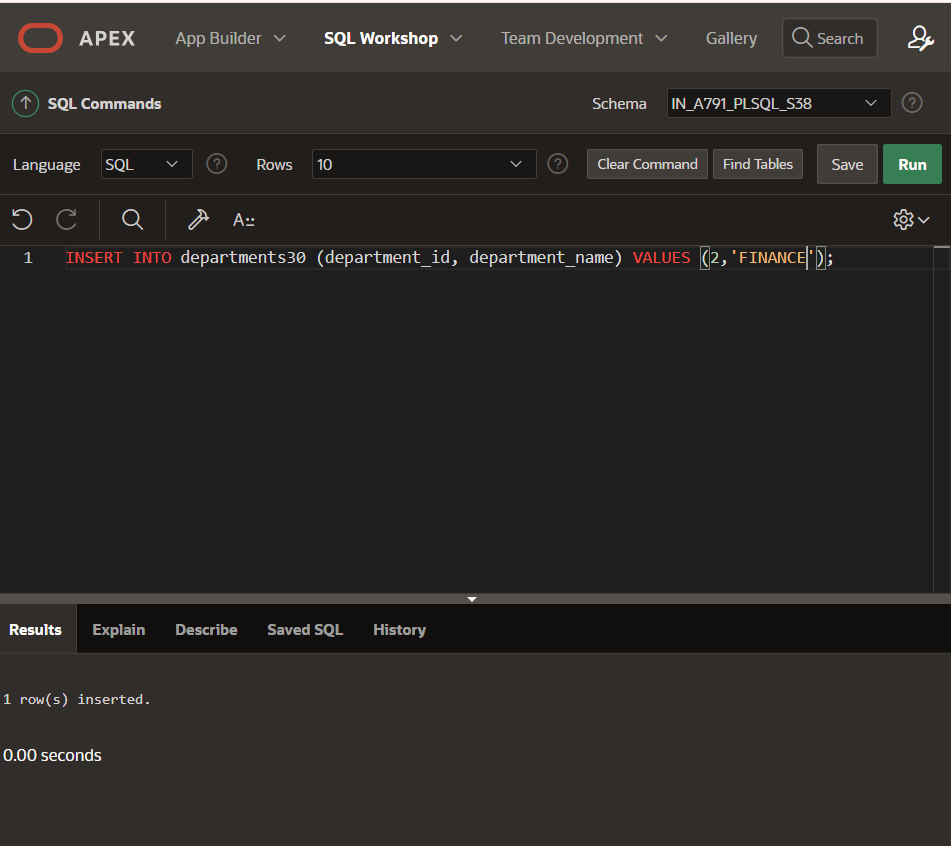 APEX App Builder SQL Workshop Team Development Gallery Search
SQL Commands Schema IN_A791_PLSQL_S38 ?
Language SQL ? Rows 10 ? Clear Command Find Tables Save Run
A::
1 INSERT INTO departments30 (department_id, department_name) VALUES (2,'FINANCE');
Results Explain Describe Saved SQL History
1 row(s) inserted.
0.00 seconds